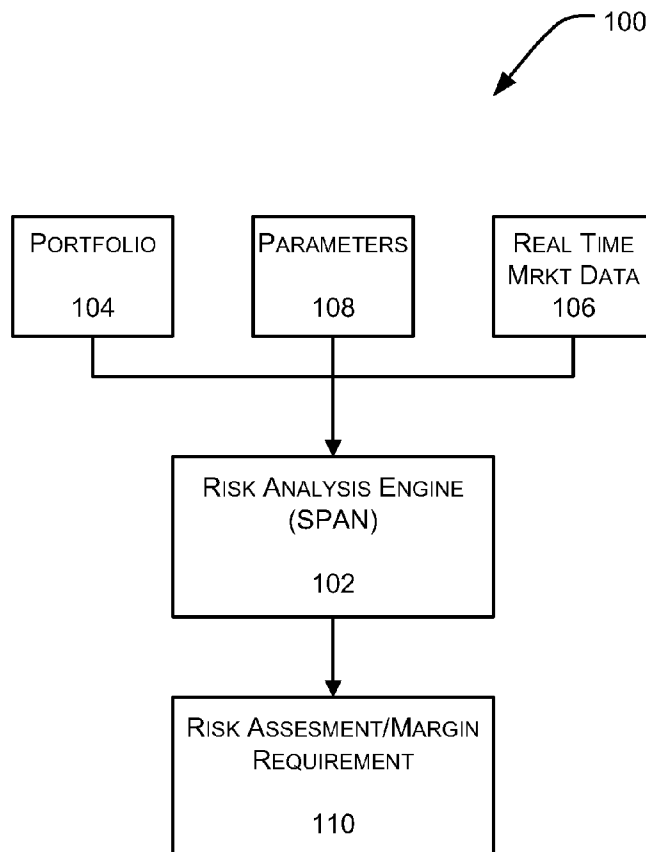 100
PORTFOLIO
104
PARAMETERS
108
REAL TIME
MRKT DATA
106
RISK ANALYSIS ENGINE
(SPAN)
102
RISK ASSESMENT/MARGIN
REQUIREMENT
110